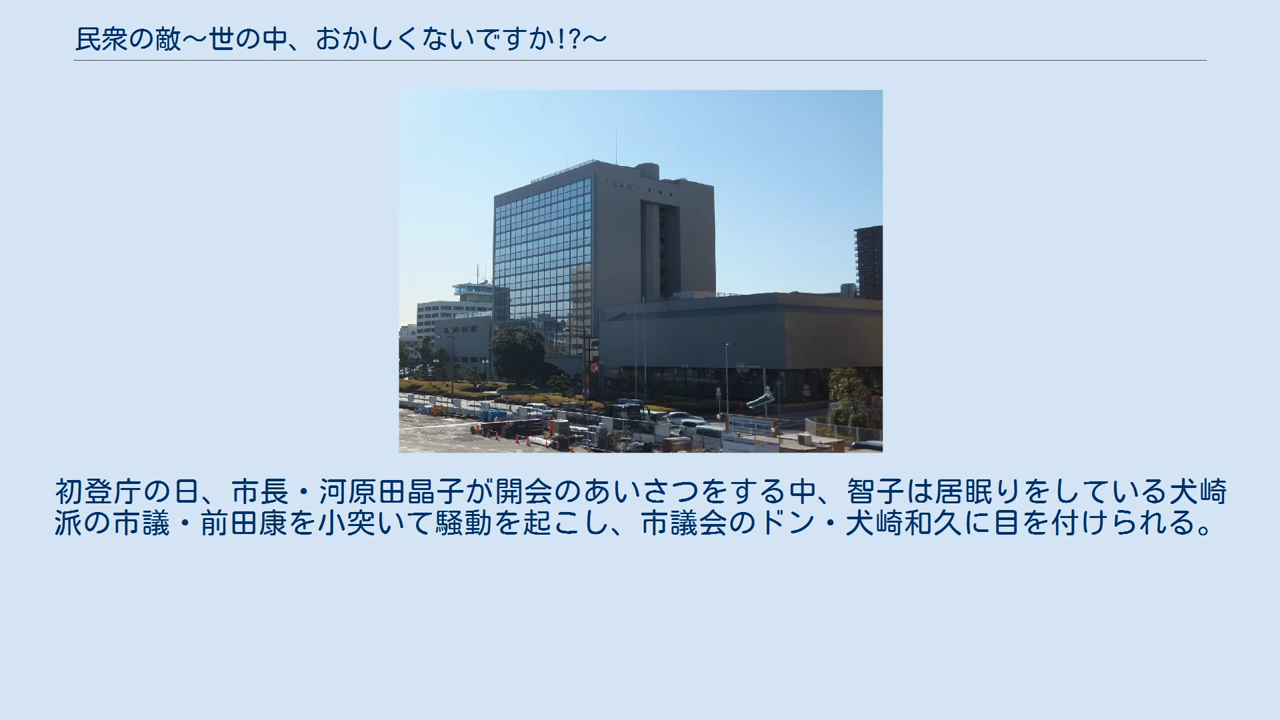 民衆の敵〜世の中、おかしくないですか!?〜
初登庁の日、市長・河原田晶子が開会のあいさつをする中、智子は居眠りをしている犬崎
派の市議・前田康を小突いて騒動を起こし、市議会のドン・犬崎和久に目を付けられる。